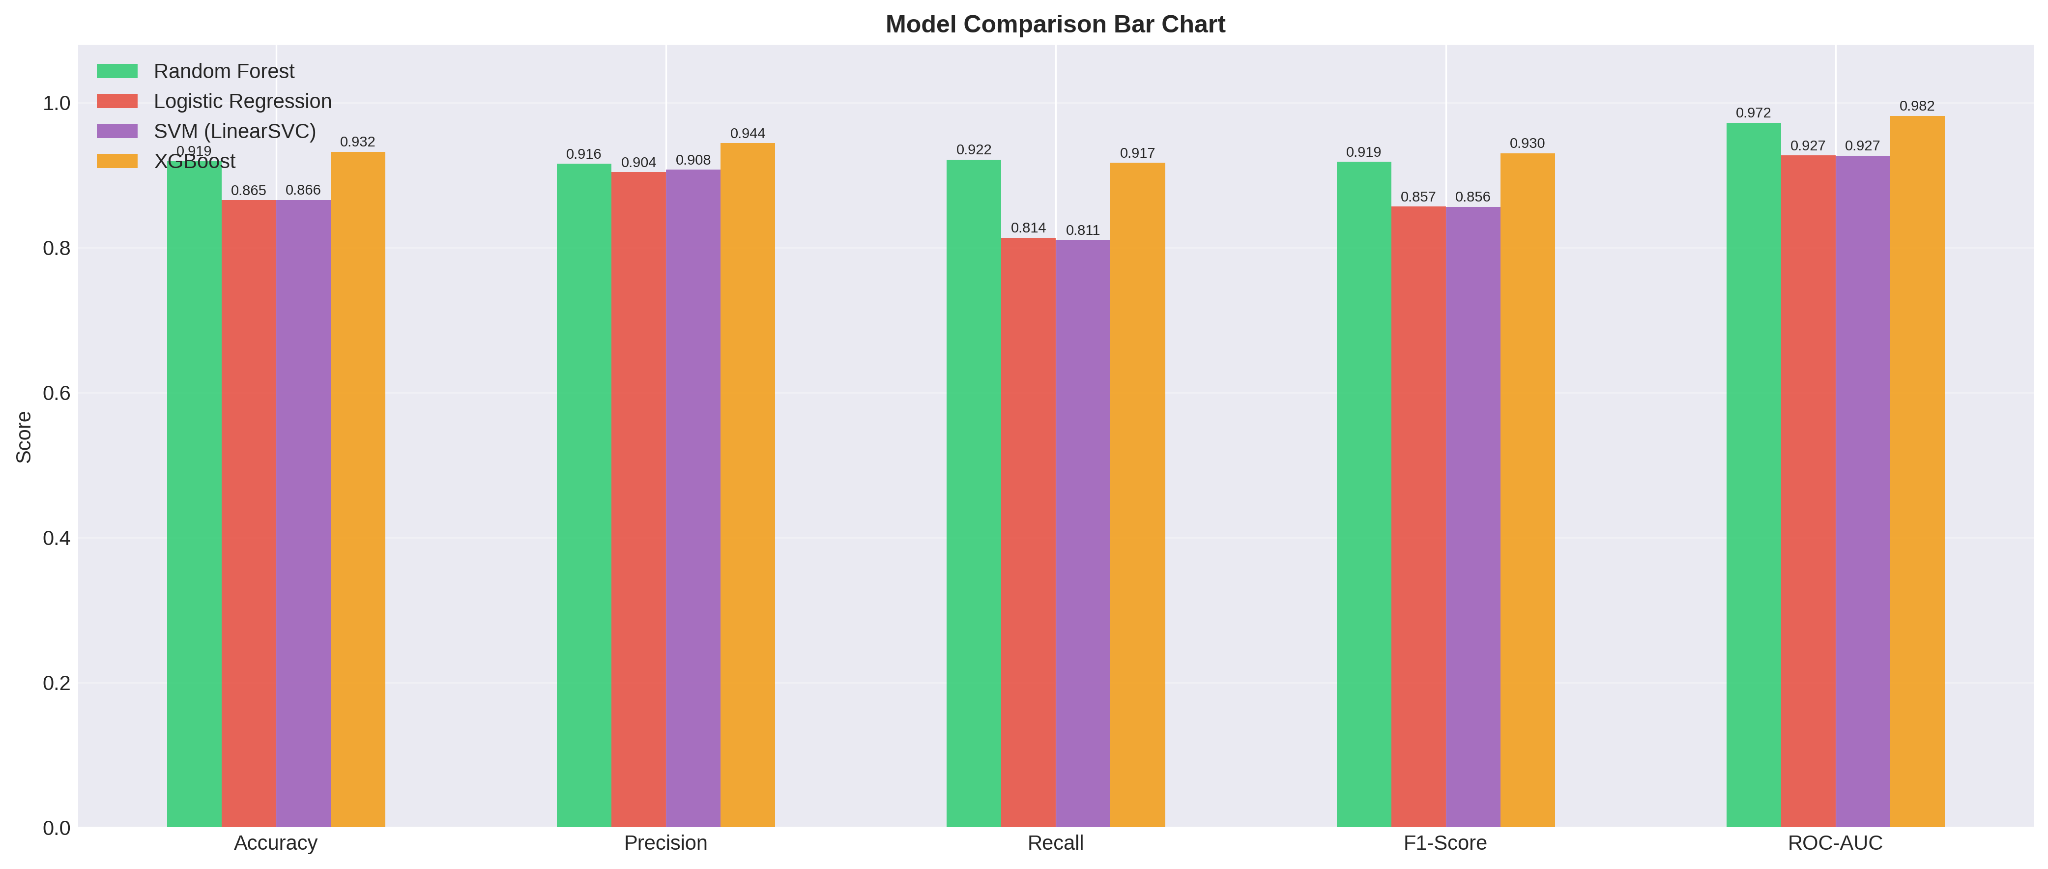 Model Comparison Bar Chart
Random Forest
Logistic Regression
SVM (LinearSVC)
XGBoost
Score
1.0
0.8
0.6
0.4
0.2
0.0
0.919
0.865
0.866
0.932
0.916
0.904
0.908
0.944
0.922
0.814
0.811
0.917
0.919
0.857
0.856
0.930
0.972
0.927
0.927
0.982
Accuracy
Precision
Recall
F1-Score
ROC-AUC